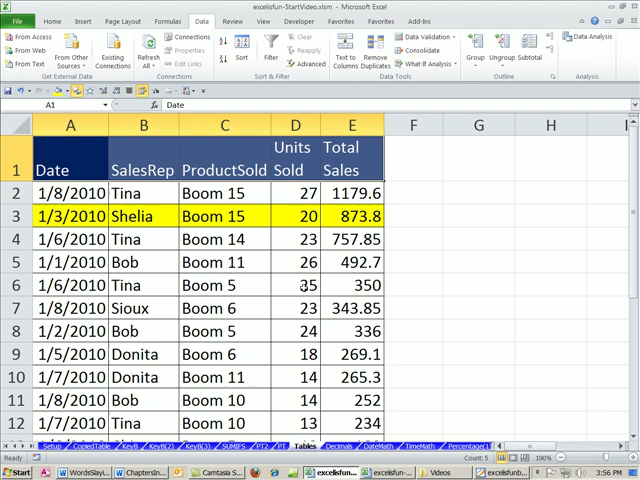 excelisfun-StartVideo.xlsm - Microsoft Excel
File Home Insert Page Layout Formulas Data Review View Developer Add-Ins
From Access
From Web
From Text
From Other Sources
Existing Connections
Get External Data
Refresh All
Connections
Properties
Edit Links
Connections
Sort
Filter
Clear
Reapply
Advanced
Sort & Filter
Text to Columns
Remove Duplicates
Data Validation
Consolidate
What-If Analysis
Data Tools
Group
Ungroup
Subtotal
Outline
Data Analysis
Analysis
A1 fx Date
A B C D E F G H I
1 Date SalesRep ProductSold Units Sold Total Sales
2 1/8/2010 Tina Boom 15 27 1179.6
3 1/3/2010 Shelia Boom 15 20 873.8
4 1/6/2010 Tina Boom 14 23 757.85
5 1/1/2010 Bob Boom 11 26 492.7
6 1/6/2010 Tina Boom 5 350
7 1/8/2010 Sioux Boom 6 23 343.85
8 1/2/2010 Bob Boom 5 24 336
9 1/5/2010 Donita Boom 6 18 269.1
10 1/7/2010 Donita Boom 11 14 265.3
11 1/8/2010 Bob Boom 10 14 252
12 1/7/2010 Tina Boom 10 13 234
Setup CopiedTable KeyB KeyB(2) KeyB(3) SUMIFS PT2 PT Tables Decimals DateMath TimeMath Percentage(1
Ready Count: 5 190%
Start WordsSlayi... ChaptersIn... Camtasia S... excelisfun... excelisfun-... Videos excelisfunb... 3:56 PM